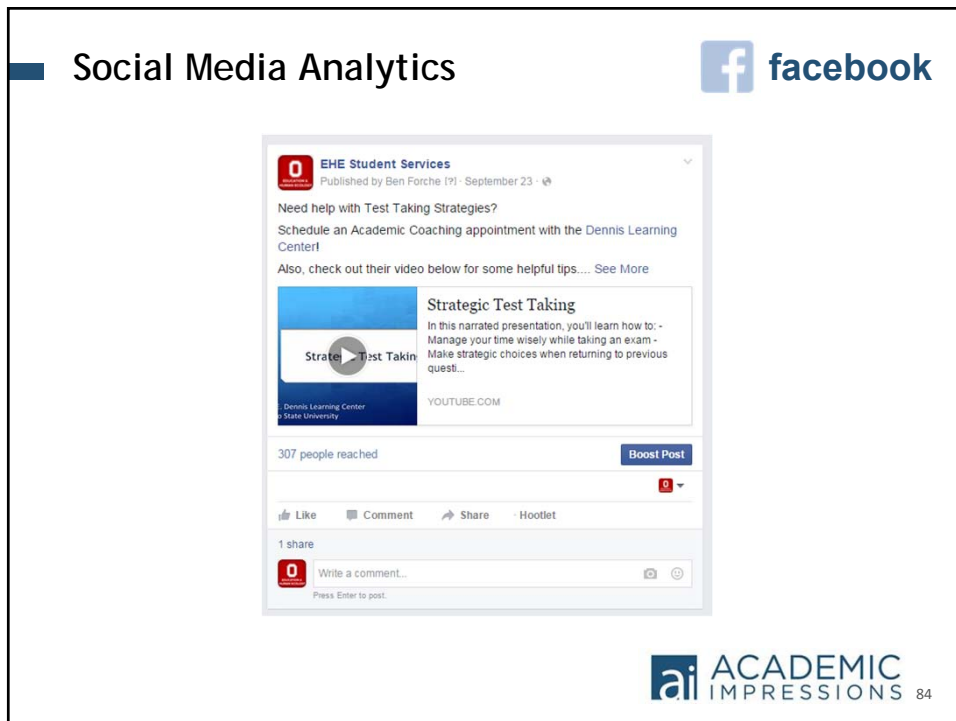 Social Media Analytics
facebook
EHE Student Services
Published by Ben Forche [?] · September 23 ·
Need help with Test Taking Strategies?
Schedule an Academic Coaching appointment with the Dennis Learning
Center!
Also, check out their video below for some helpful tips.... See More
Strategic Test Taking
In this narrated presentation, you'll learn how to: -
Manage your time wisely while taking an exam -
Make strategic choices when returning to previous
questi...
YOUTUBE.COM
Test Takin
Dennis Learning Center
State University
307 people reached
Boost Post
Like Comment Share · Hootlet
1 share
Write a comment...
Press Enter to post.
ai ACADEMIC
IMPRESSIONS
84